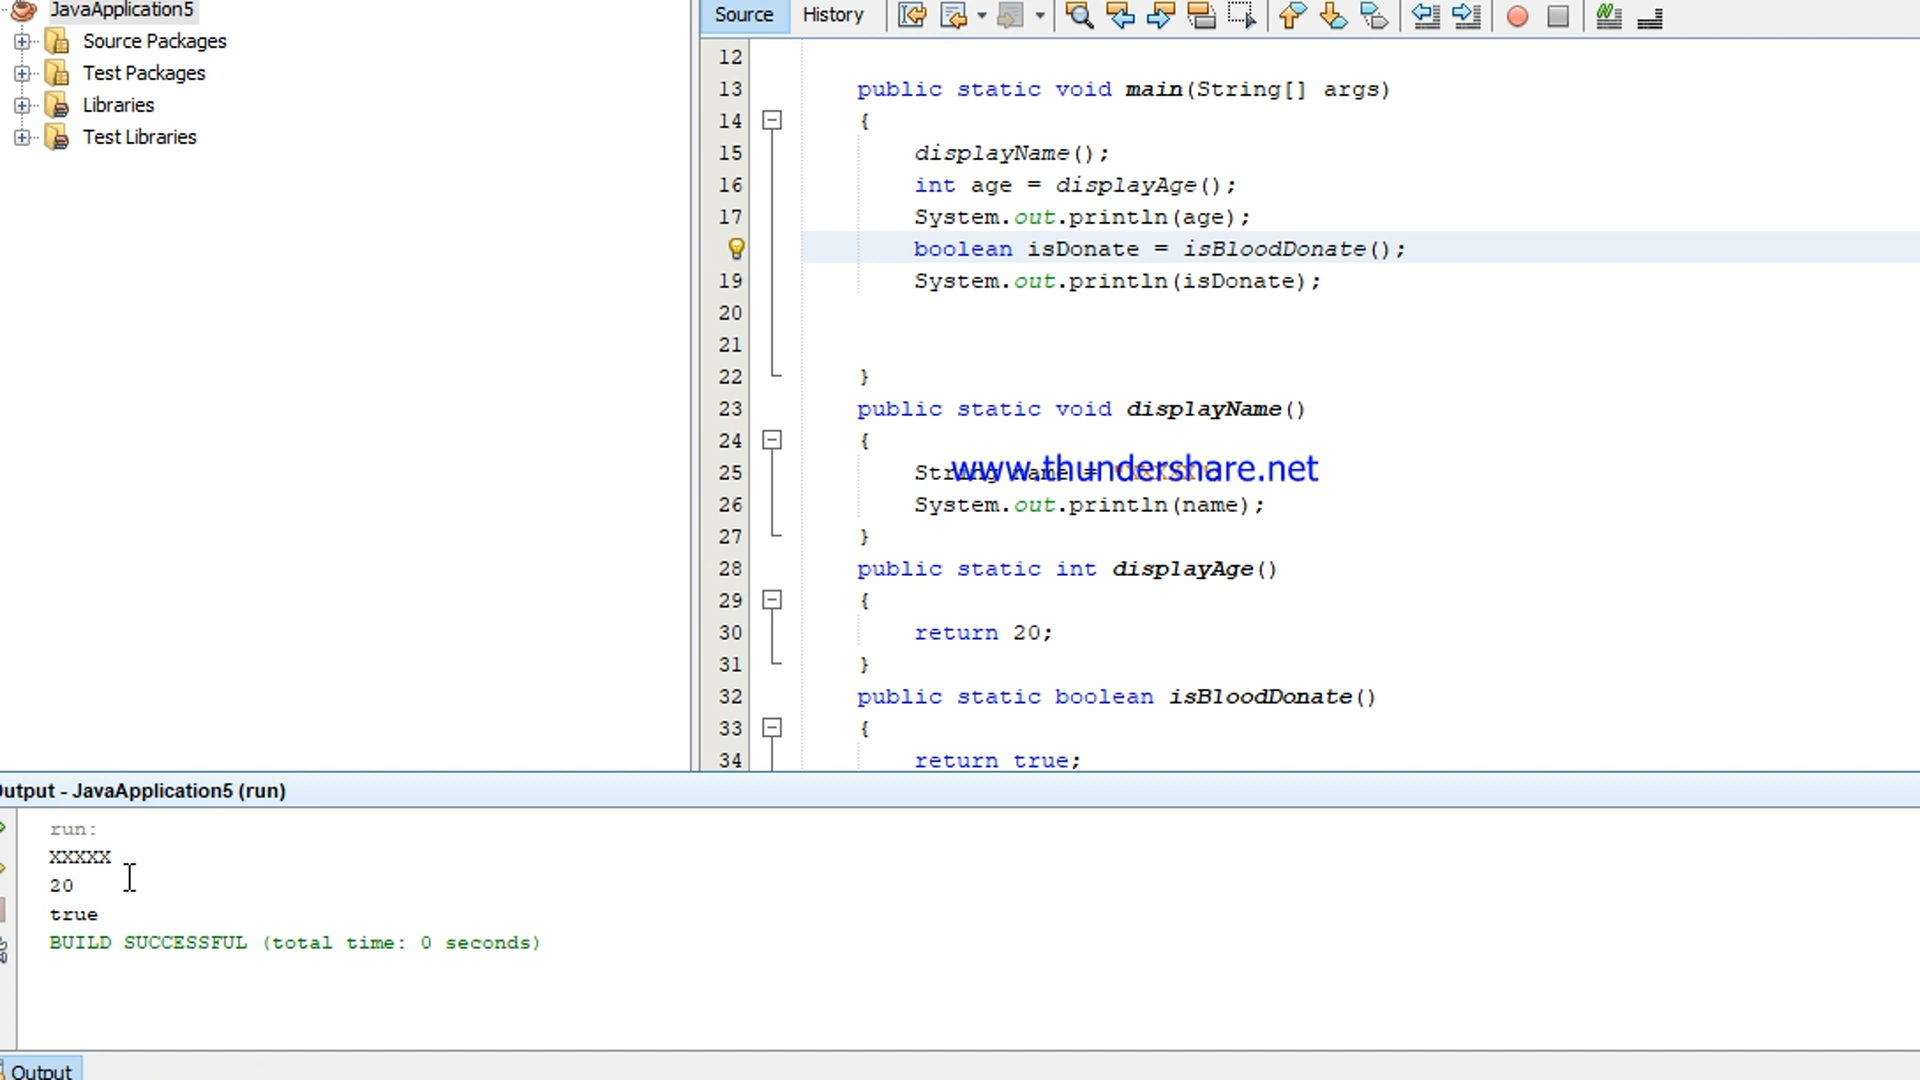 JavaApplication5
Source Packages
Test Packages
Libraries
Test Libraries
Source History
12
13 public static void main(String[] args)
14 {
15 displayName();
16 int age = displayAge();
17 System.out.println(age);
boolean isDonate = isBloodDonate();
19 System.out.println(isDonate);
20
21
22 }
23 public static void displayName()
24 {
25 String name =
www.thundershare.net
26 System.out.println(name);
27 }
28 public static int displayAge()
29 {
30 return 20;
31 }
32 public static boolean isBloodDonate()
33 {
34 return true;
utput - JavaApplication5 (run)
run:
XXXXX
20
true
BUILD SUCCESSFUL (total time: 0 seconds)
Output